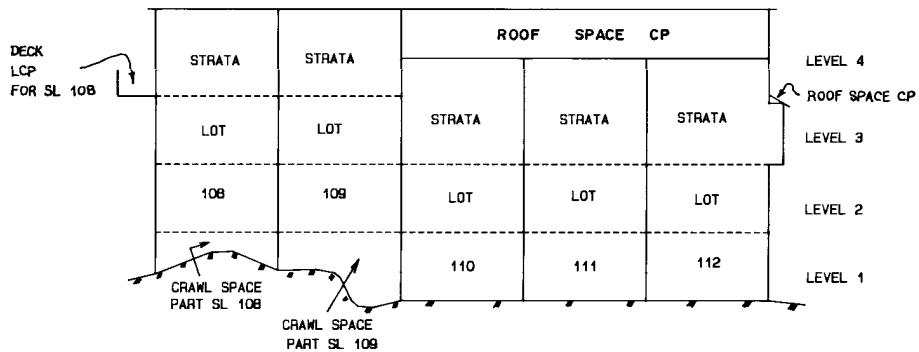 ROOF SPACE CP
DECK
LCP
FOR SL 108
STRATA
STRATA
LEVEL 4
ROOF SPACE CP
STRATA
STRATA
STRATA
LOT
LOT
LEVEL 3
108
109
LOT
LOT
LOT
LEVEL 2
110
111
112
LEVEL 1
CRAWL SPACE
PART SL 108
CRAWL SPACE
PART SL 109